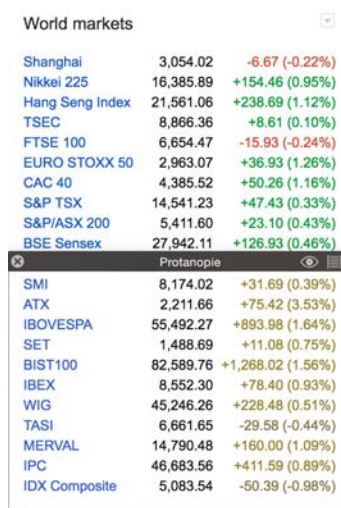 World markets
Shanghai 3,054.02 -6.67 (-0.22%)
Nikkei 225 16,385.89 +154.46 (0.95%)
Hang Seng Index 21,561.06 +238.69 (1.12%)
TSEC 8,866.36 +8.61 (0.10%)
FTSE 100 6,654.47 -15.93 (-0.24%)
EURO STOXX 50 2,963.07 +36.93 (1.26%)
CAC 40 4,385.52 +50.26 (1.16%)
S&P TSX 14,541.23 +47.43 (0.33%)
S&P/ASX 200 5,411.60 +23.10 (0.43%)
BSE Sensex 27,942.11 +126.93 (0.46%)
Protanopie
SMI 8,174.02 +31.69 (0.39%)
ATX 2,211.66 +75.42 (3.53%)
IBOVESPA 55,492.27 +893.98 (1.64%)
SET 1,488.69 +11.08 (0.75%)
BIST100 82,589.76 +1,268.02 (1.56%)
IBEX 8,552.30 +78.40 (0.93%)
WIG 45,246.26 +228.48 (0.51%)
TASI 6,661.65 -29.58 (-0.44%)
MERVAL 14,790.48 +160.00 (1.09%)
IPC 46,683.56 +411.59 (0.89%)
IDX Composite 5,083.54 -50.39 (-0.98%)